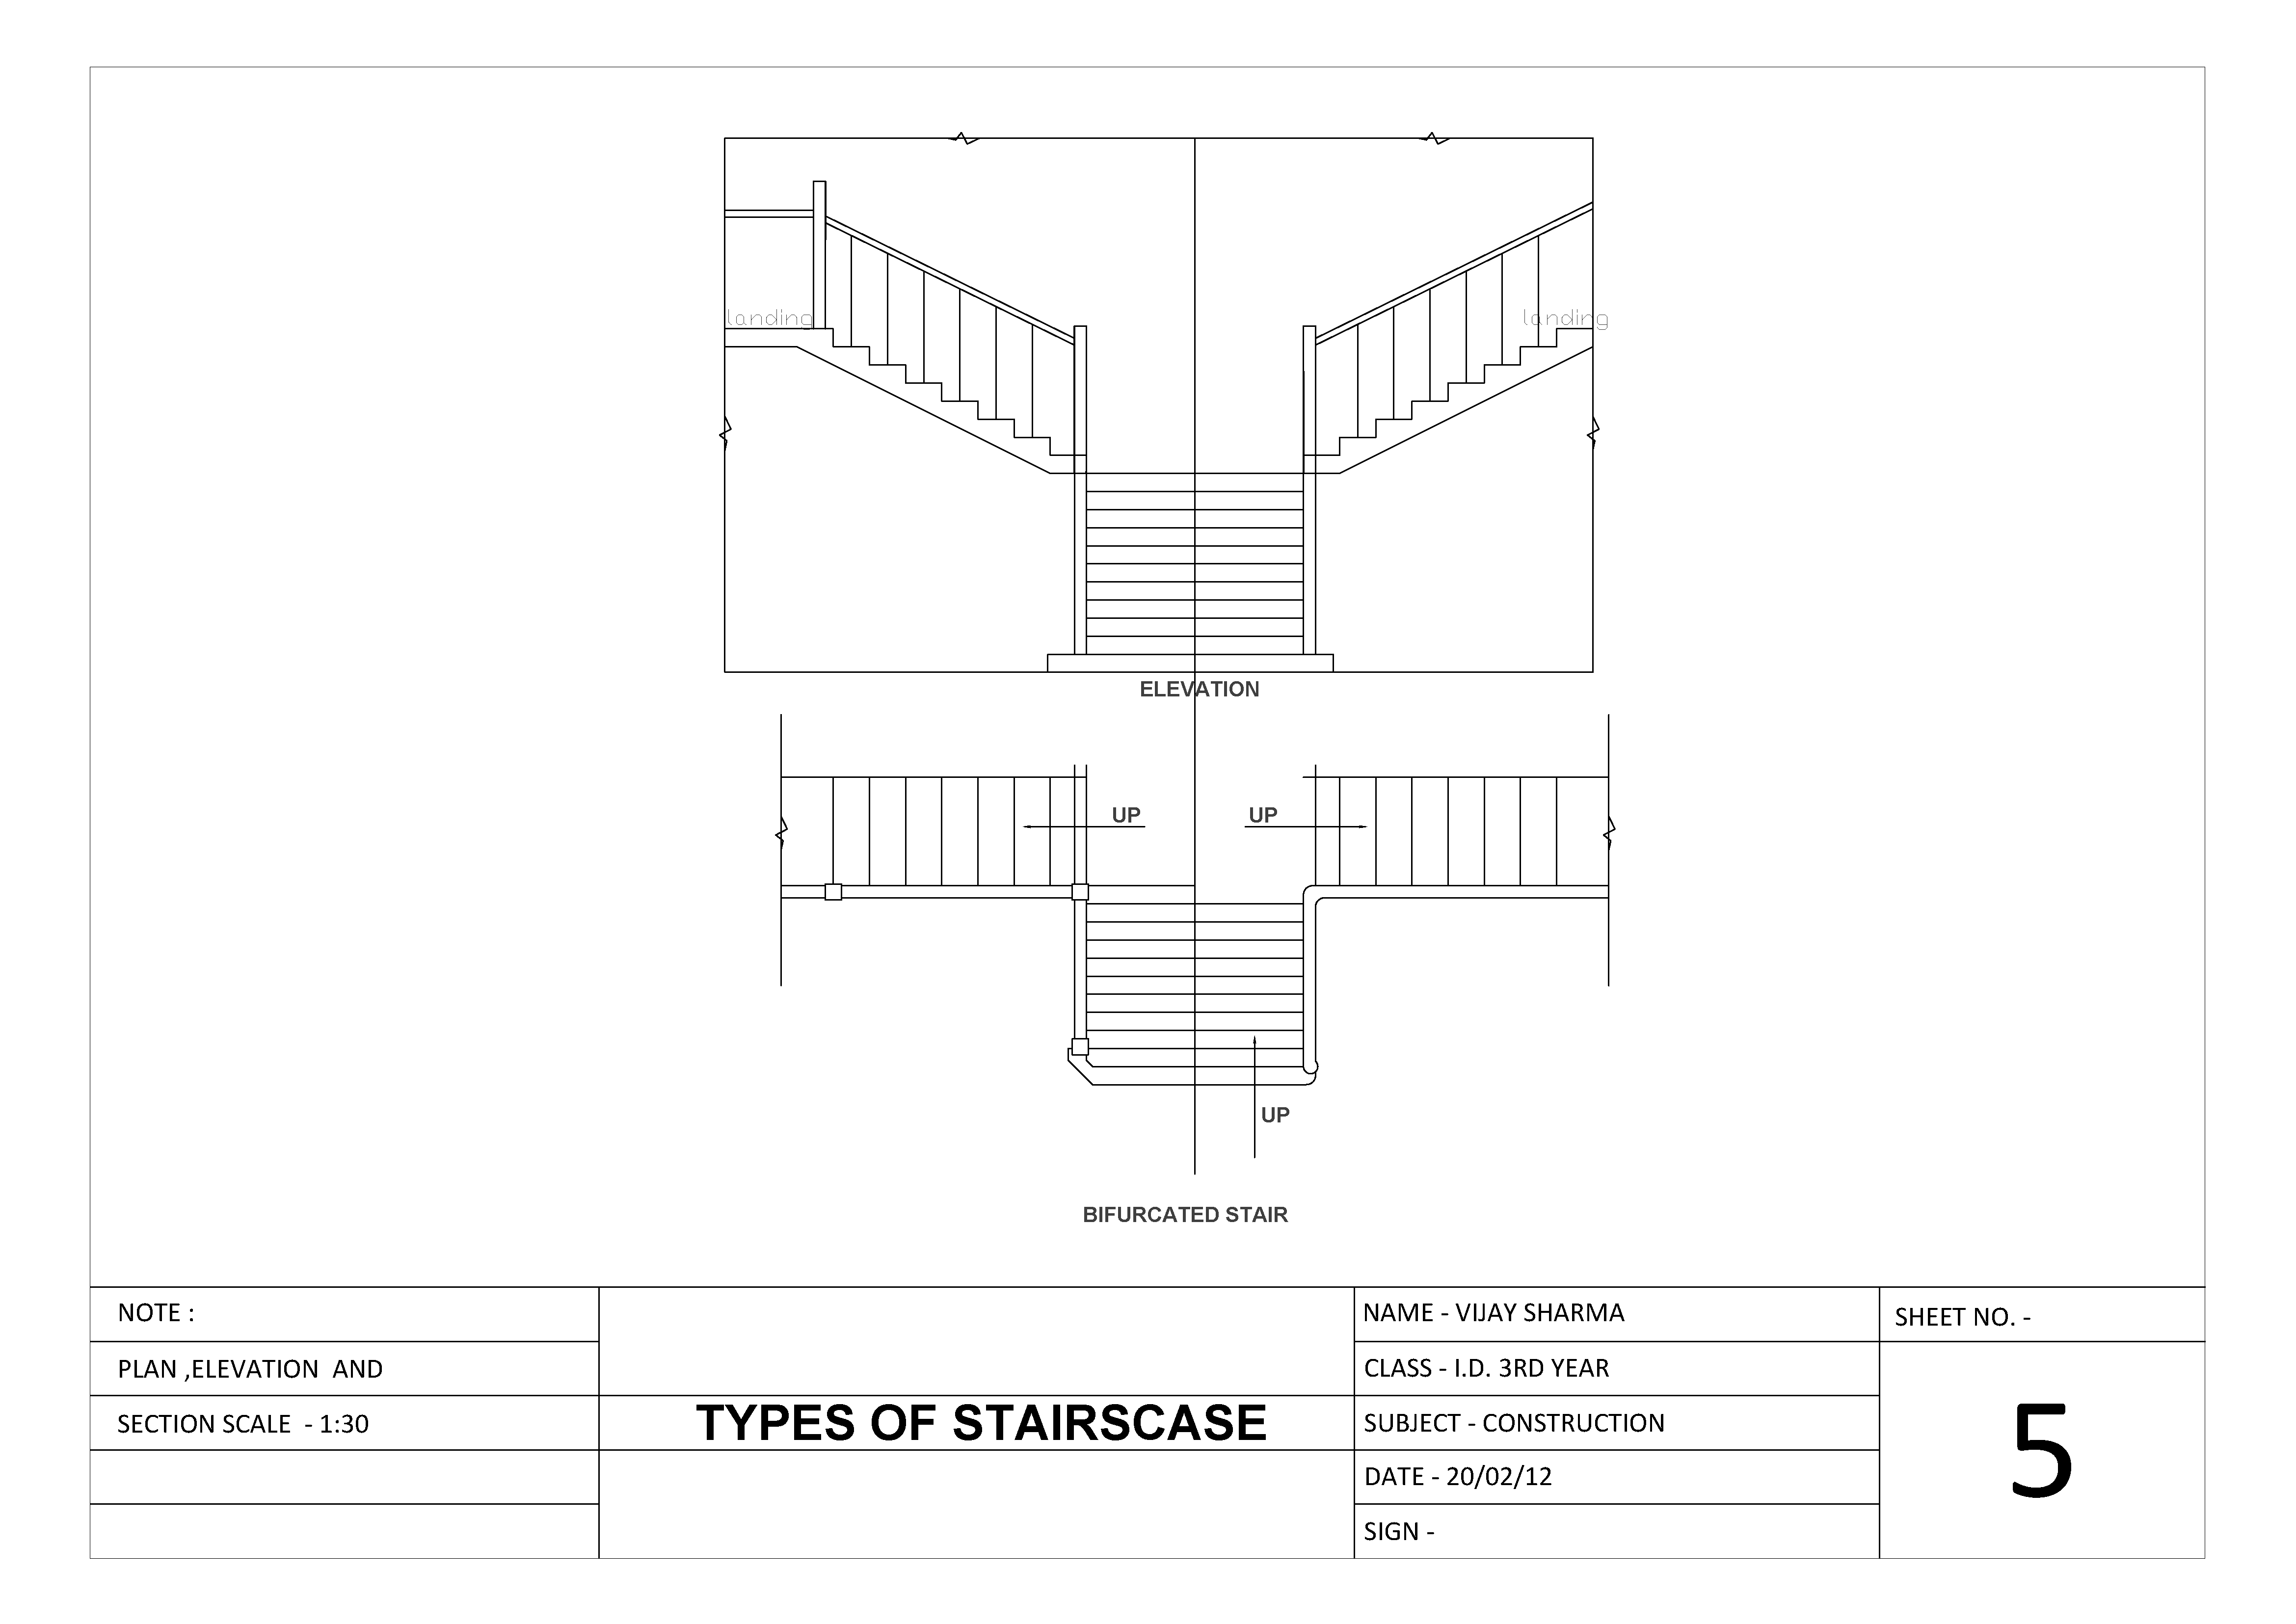 landing
landing
ELEVATION
UP
UP
UP
BIFURCATED STAIR
NOTE :
PLAN ,ELEVATION  AND
SECTION SCALE  - 1:30
TYPES OF STAIRSCASE
NAME - VIJAY SHARMA
CLASS - I.D. 3RD YEAR
SUBJECT - CONSTRUCTION
DATE - 20/02/12
SIGN -
SHEET NO. -
5